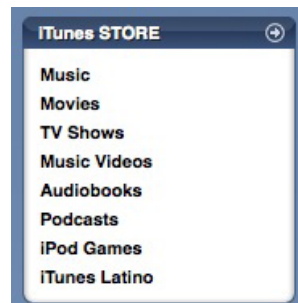 iTunes STORE
Music
Movies
TV Shows
Music Videos
Audiobooks
Podcasts
iPod Games
iTunes Latino